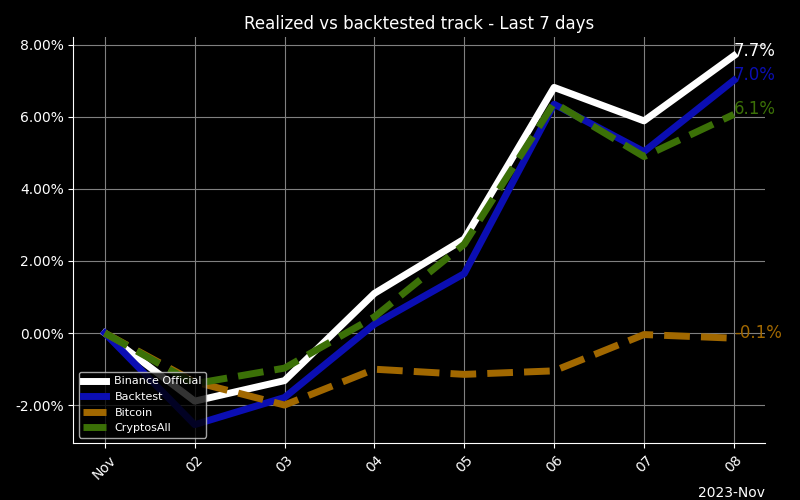 Realized vs backtested track - Last 7 days
8.00%
6.00%
4.00%
2.00%
0.00%
-2.00%
7.7%
7.0%
6.1%
-0.1%
Binance Official
Backtest
Bitcoin
CryptosAll
Nov
02
03
04
05
06
07
08
2023-Nov